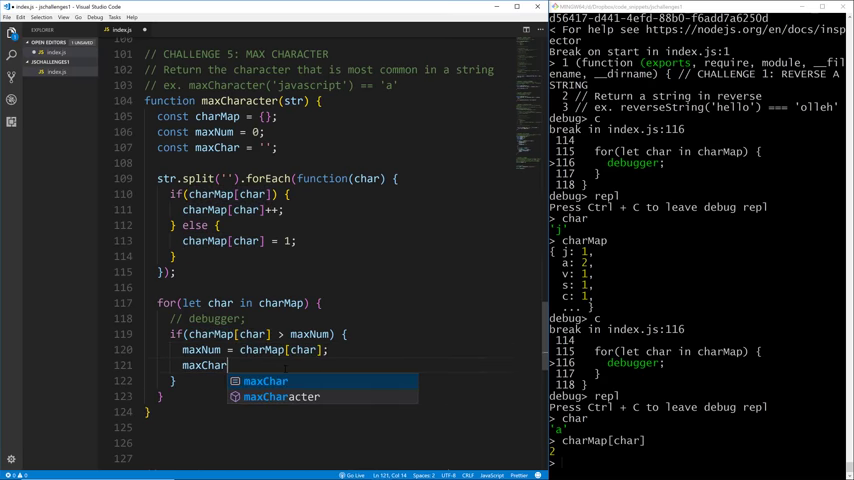 index.js - Visual Studio Code
File Edit Selection View Go Debug Tasks Help
EXPLORER
OPEN EDITORS 1 UNSAVED
index.js
JSCHALLENGES1
index.js
index.js
100
101 // CHALLENGE 5: MAX CHARACTER
102 // Return the character that is most common in a string
103 // ex. maxCharacter('javascript') == 'a'
104 function maxCharacter(str) {
105 const charMap = {};
106 const maxNum = 0;
107 const maxChar = '';
108
109 str.split('').forEach(function(char) {
110 if(charMap[char]) {
111 charMap[char]++;
112 } else {
113 charMap[char] = 1;
114 }
115 });
116
117 for(let char in charMap) {
118 // debugger;
119 if(charMap[char] > maxNum) {
120 maxNum = charMap[char];
121 maxChar
maxChar
maxCharacter
122 }
123 }
124 }
125
126
127
0 0 Go Live Ln 121, Col 14 Spaces: 2 UTF-8 CRLF JavaScript Prettier
MINGW64:/d/Dropbox/code_snippets/jschallenges1
d56417-d441-4efd-88b0-f6add7a6250d
< For help see https://nodejs.org/en/docs/insp
ector
Break on start in index.js:1
> 1 (function (exports, require, module, __fil
ename, __dirname) { // CHALLENGE 1: REVERSE A
STRING
2 // Return a string in reverse
3 // ex. reverseString('hello') === 'olleh'
debug> c
break in index.js:116
114
115 for(let char in charMap) {
>116 debugger;
117 }
118 }
debug> repl
Press Ctrl + C to leave debug repl
> char
'j'
> charMap
{ j: 1,
a: 2,
v: 1,
s: 1,
c: 1,
... }
debug> c
break in index.js:116
114
115 for(let char in charMap) {
>116 debugger;
117 }
118 }
debug> repl
Press Ctrl + C to leave debug repl
> char
'a'
> charMap[char]
2
>